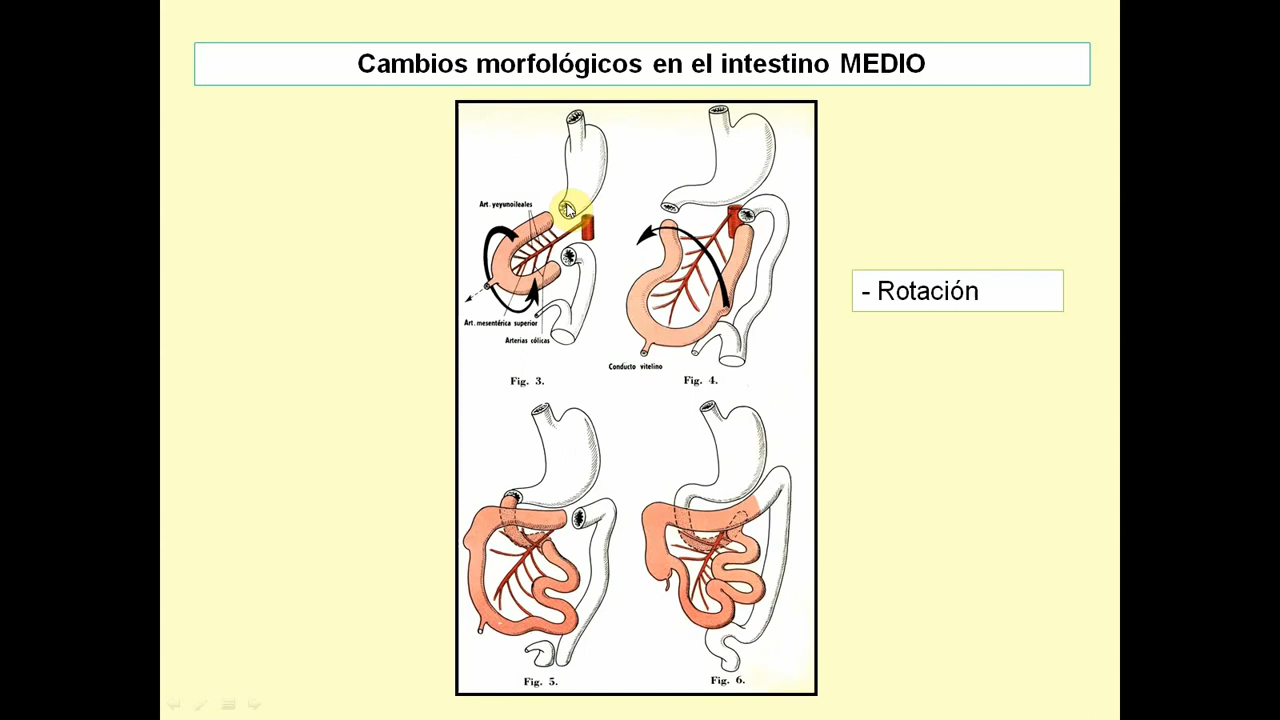 Cambios morfológicos en el intestino MEDIO
Art. yeyunoileales
- Rotación
Art. mesentérica superior
Arterias cólicas
Conducto vitelino
Fig. 3.
Fig. 4.
Fig. 5.
Fig. 6.